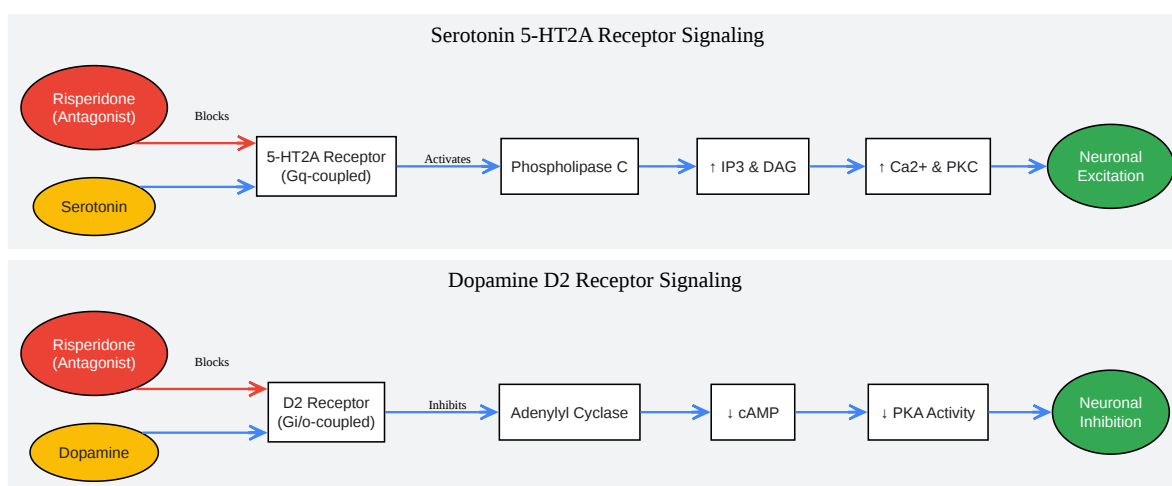 Serotonin 5-HT2A Receptor Signaling
Risperidone
(Antagonist)
Blocks
Serotonin
5-HT2A Receptor
(Gq-coupled)
Activates
Phospholipase C
↑ IP3 & DAG
↑ Ca2+ & PKC
Neuronal
Excitation
Dopamine D2 Receptor Signaling
Risperidone
(Antagonist)
Blocks
Dopamine
D2 Receptor
(Gi/o-coupled)
Inhibits
Adenylyl Cyclase
↓ cAMP
↓ PKA Activity
Neuronal
Inhibition